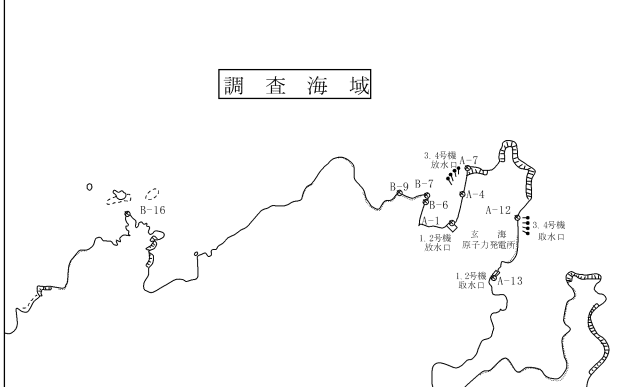 調 査 海 域
3.4号機
放水口
A-7
B-9
B-7
A-4
B-6
B-16
A-12
A-1
3.4号機
取水口
1.2号機
放水口
玄 海
原子力発電所
1.2号機
取水口
A-13